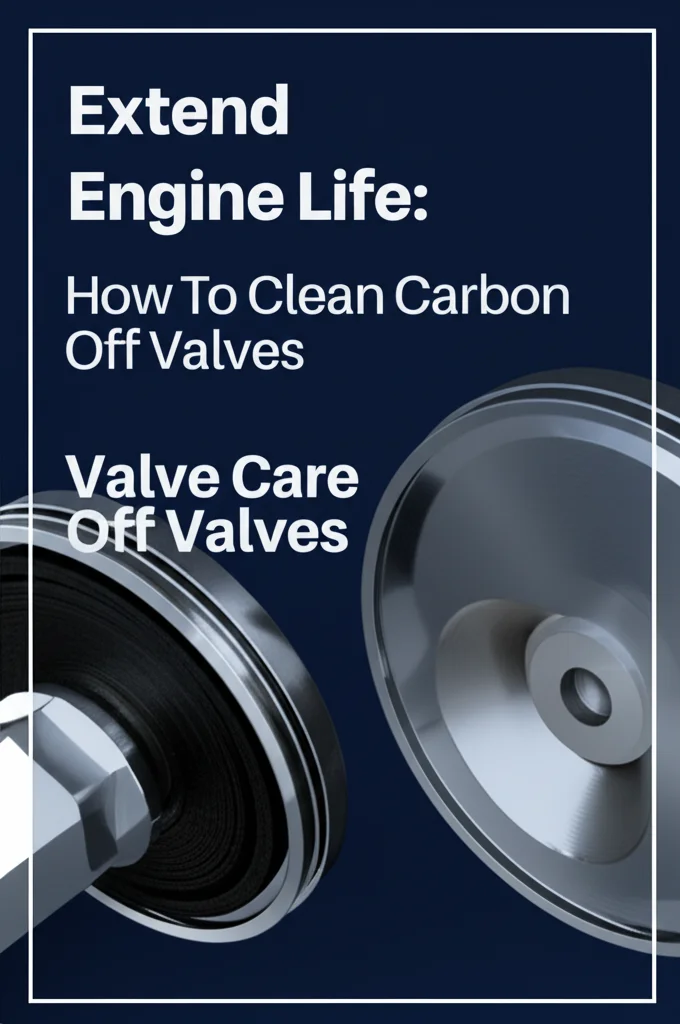 Extend
Engine Life:
How To Clean Carbon
Off Valves
Valve Care
Off Valves